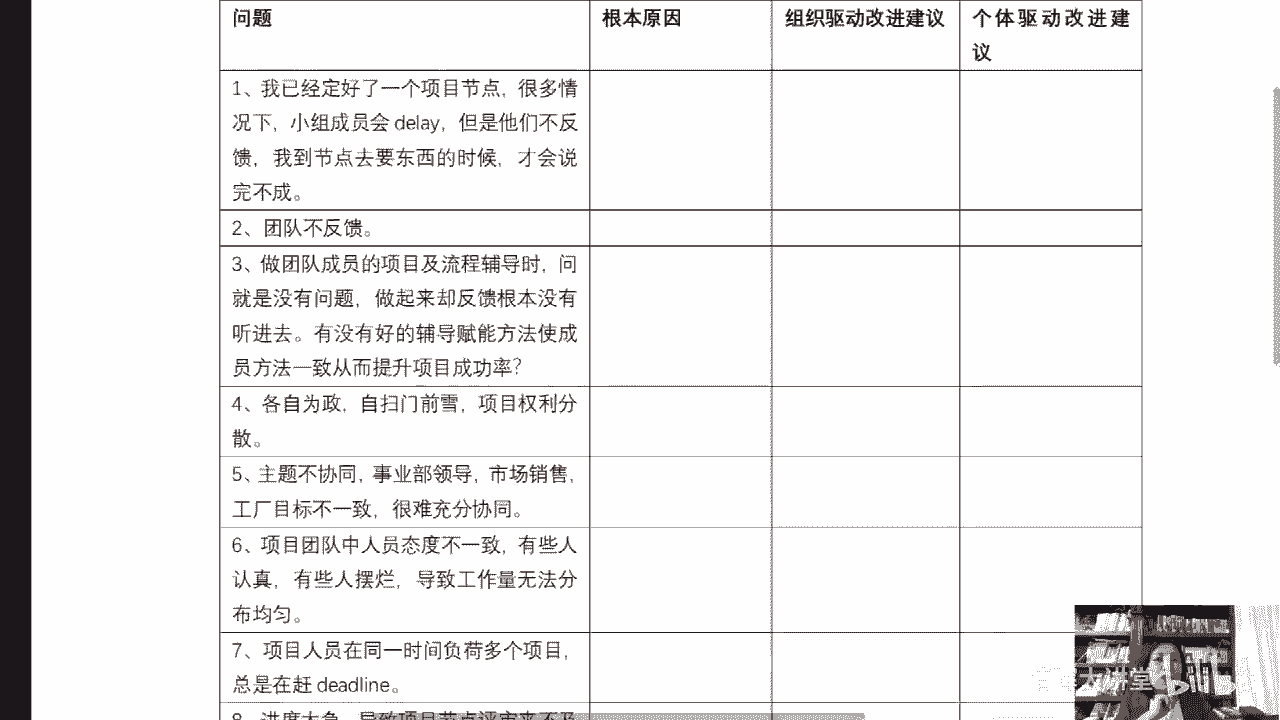 问题 根本原因 组织驱动改进建议 个体驱动改进建
议
1、我已经定好了一个项目节点，很多情
况下，小组成员会 delay，但是他们不反
馈，我到节点去要东西的时候，才会说
完不成。
2、团队不反馈。
3、做团队成员的项目及流程辅导时，问
就是没有问题，做起来却反馈根本没有
听进去。有没有好的辅导赋能方法使成
员方法一致从而提升项目成功率？
4、各自为政，自扫门前雪，项目权利分
散。
5、主题不协同，事业部领导，市场销售，
工厂目标不一致，很难充分协同。
6、项目团队中人员态度不一致，有些人
认真，有些人摆烂，导致工作量无法分
布均匀。
7、项目人员在同一时间负荷多个项目，
总是在赶 deadline。
8、进度太急，导致项目节点评审来不及
大讲堂